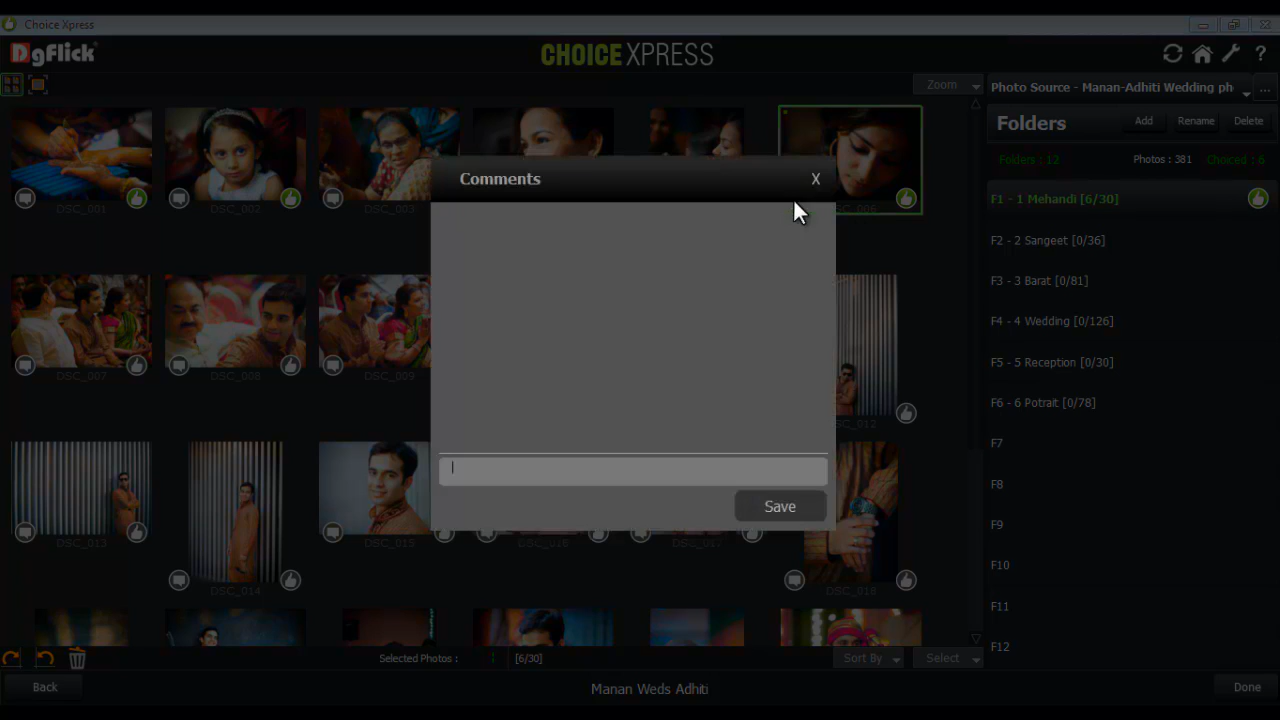 Choice Xpress
DgFlick
CHOICE XPRESS
?
Zoom
Photo Source - Manan-Adhiti Wedding ph
...
Folders
Add
Rename
Delete
Folders : 12
Photos : 381
Choiced : 6
DSC_001
DSC_002
DSC_003
DSC_006
Comments
X
F1 - 1 Mehandi [6/30]
F2 - 2 Sangeet [0/36]
F3 - 3 Barat [0/81]
F4 - 4 Wedding [0/126]
F5 - 5 Reception [0/30]
F6 - 6 Potrait [0/78]
F7
F8
F9
F10
F11
F12
DSC_007
DSC_008
DSC_009
DSC_012
Save
DSC_013
DSC_014
DSC_015
DSC_016
DSC_017
DSC_018
Selected Photos :
[6/30]
Sort By
Select
Back
Manan Weds Adhiti
Done